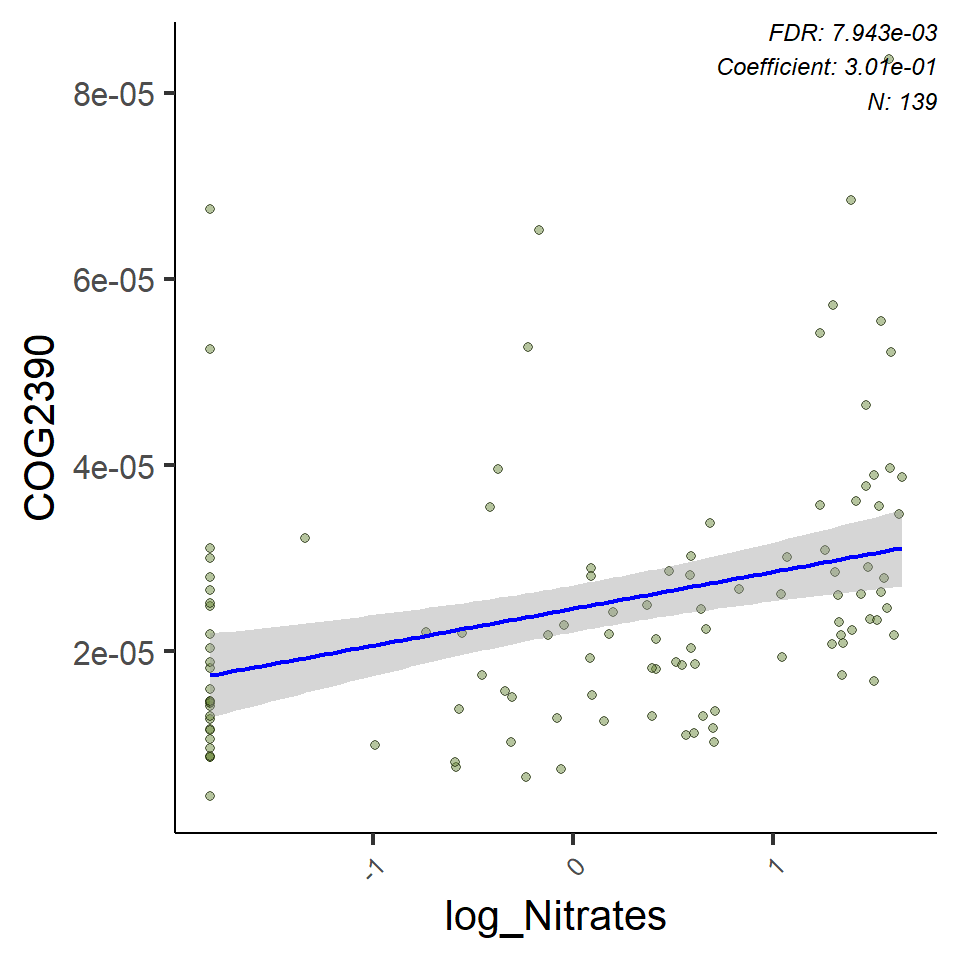 FDR: 7.943e-03
Coefficient: 3.01e-01
N: 139
8e-05
6e-05
4e-05
2e-05
COG2390
-1
0
1
log_Nitrates